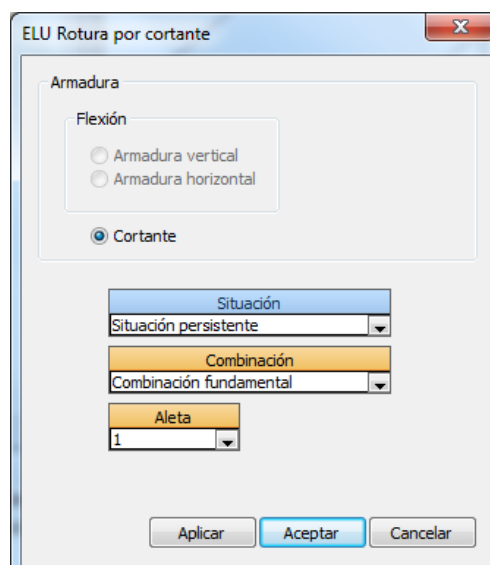 ELU Rotura por cortante
Armadura
Flexión
Armadura vertical
Armadura horizontal
Cortante
Situación
Situación persistente
Combinación
Combinación fundamental
Aleta
1
Aplicar Aceptar Cancelar